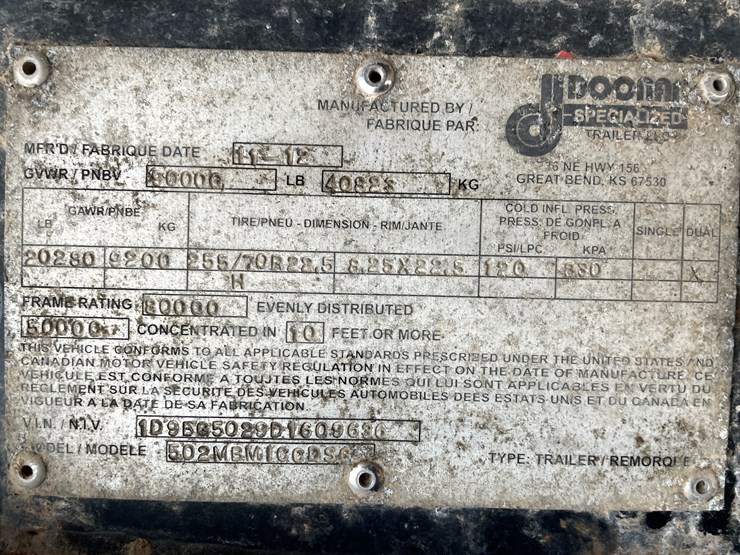 DOONAN
SPECIALIZED
TRAILER, LLC
MANUFACTURED BY /
FABRIQUE PAR:
36 NE HWY 156
GREAT BEND, KS 67530
MFR'D / FABRIQUE DATE 11-12
GVWR / PNBV LB 40823 KG
GAWR/PNBE TIRE/PNEU - DIMENSION - RIM/JANTE COLD INFL. PRESS. SINGLE DUAL
LB KG PRESS. DE GONFL. A
FROID
PSI/LPC. KPA
20280 9200 255/70R22.5 8.25X22.5 120 830 X
H
FRAME RATING EVENLY DISTRIBUTED
CONCENTRATED IN 10 FEET OR MORE
THIS VEHICLE CONFORMS TO ALL APPLICABLE STANDARDS PRESCRIBED UNDER THE UNITED STATES AND
CANADIAN MOTOR VEHICLE SAFETY REGULATION IN EFFECT ON THE DATE OF MANUFACTURE. CE
VEHICULE EST CONFORME A TOUJTES LES NORMES QUI LUI SONT APPLICABLES EN VERTU DU
REGLEMENT SUR LA SECURITE DES VEHICULES AUTOMOBILES DEES ETATS-UNIS ET DU CANADA EN
VIGUEUR A LA DATE DE SA FABRICATION.
V.I.N. / N.I.V.
MODEL / MODELE TYPE: TRAILER / REMORQUE